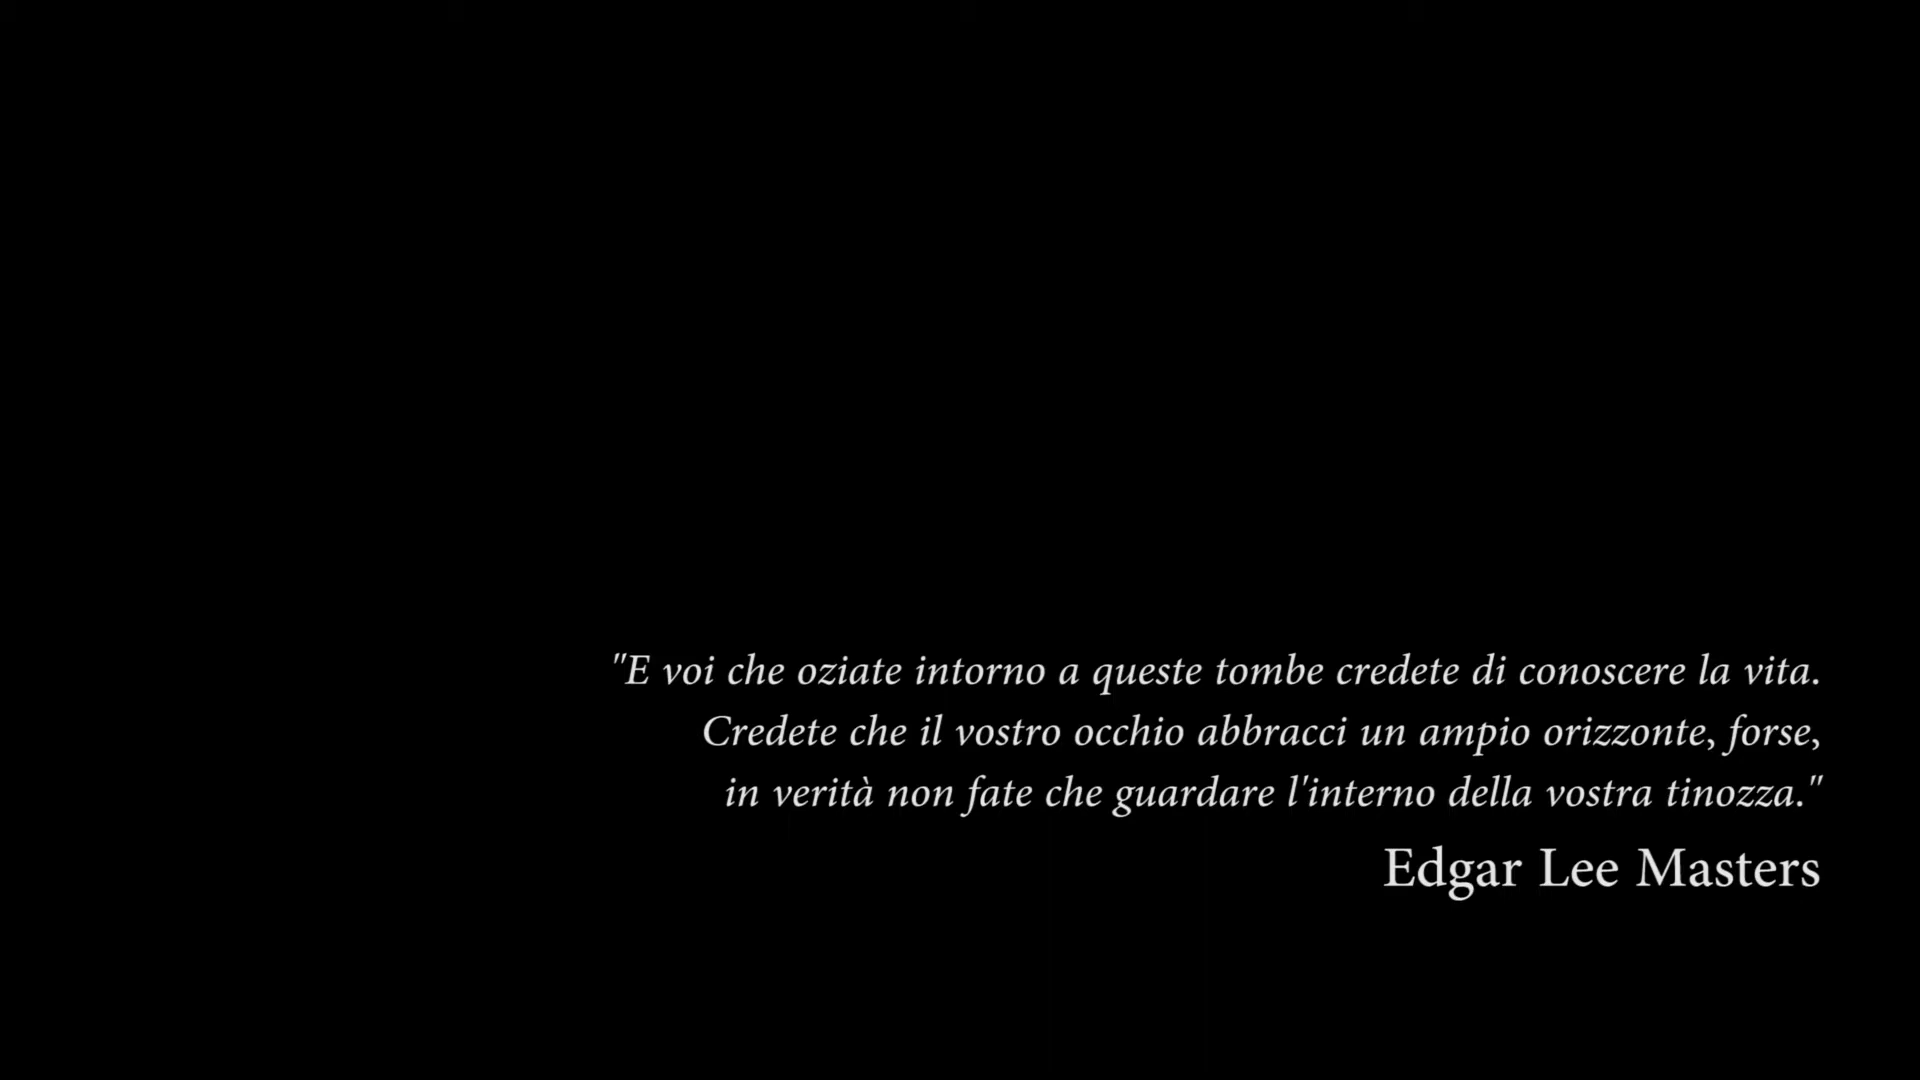 "E voi che oziate intorno a queste tombe credete di conoscere la vita.
Credete che il vostro occhio abbracci un ampio orizzonte, forse,
in verità non fate che guardare l'interno della vostra tinozza."
Edgar Lee Masters